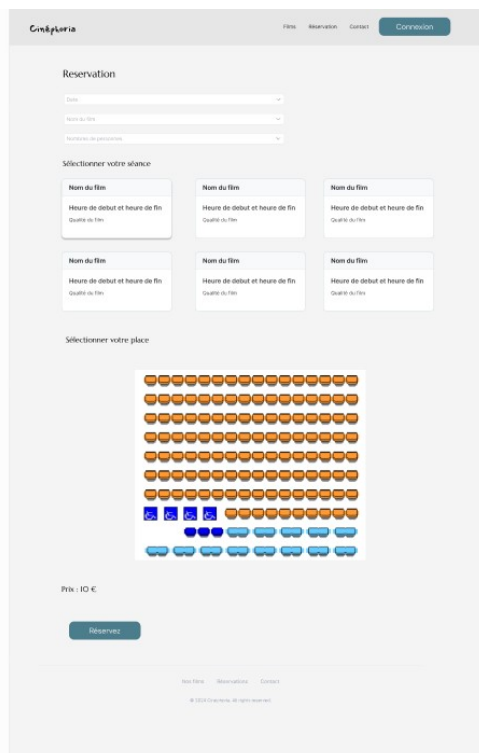 Cinéphoria
Films Réservation Contact Connexion
Reservation
Date
Nom du film
Nombres de personnes
Sélectionner votre séance
Nom du film Nom du film Nom du film
Heure de debut et heure de fin Heure de debut et heure de fin Heure de debut et heure de fin
Qualité du film Qualité du film Qualité du film
Nom du film Nom du film Nom du film
Heure de debut et heure de fin Heure de debut et heure de fin Heure de debut et heure de fin
Qualité du film Qualité du film Qualité du film
Sélectionner votre place
Prix : 10 €
Réservez
Nos Films Réservations Contact
© 2024 Cinéphoria. All rights reserved.